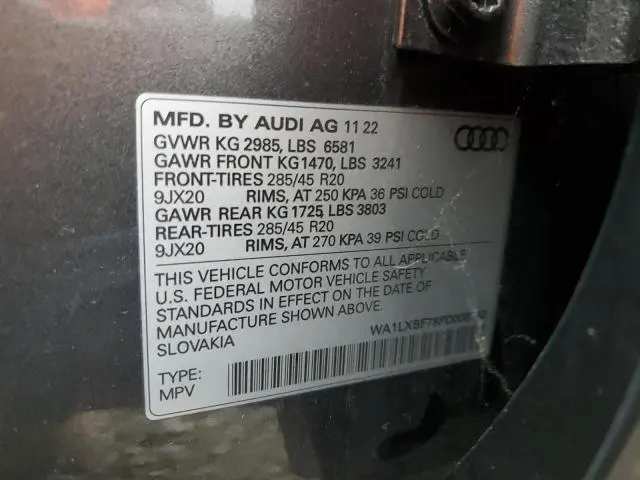 MFD. BY AUDI AG 11 22
GVWR KG 2985, LBS 6581
GAWR FRONT KG 1470, LBS 3241
FRONT-TIRES 285/45 R20
9JX20 RIMS, AT 250 KPA 36 PSI COLD
GAWR REAR KG 1725, LBS 3803
REAR-TIRES 285/45 R20
9JX20 RIMS, AT 270 KPA 39 PSI COLD
THIS VEHICLE CONFORMS TO ALL APPLICABLE
U.S. FEDERAL MOTOR VEHICLE SAFETY
STANDARDS IN EFFECT ON THE DATE OF
MANUFACTURE SHOWN ABOVE.
SLOVAKIA
TYPE:
MPV